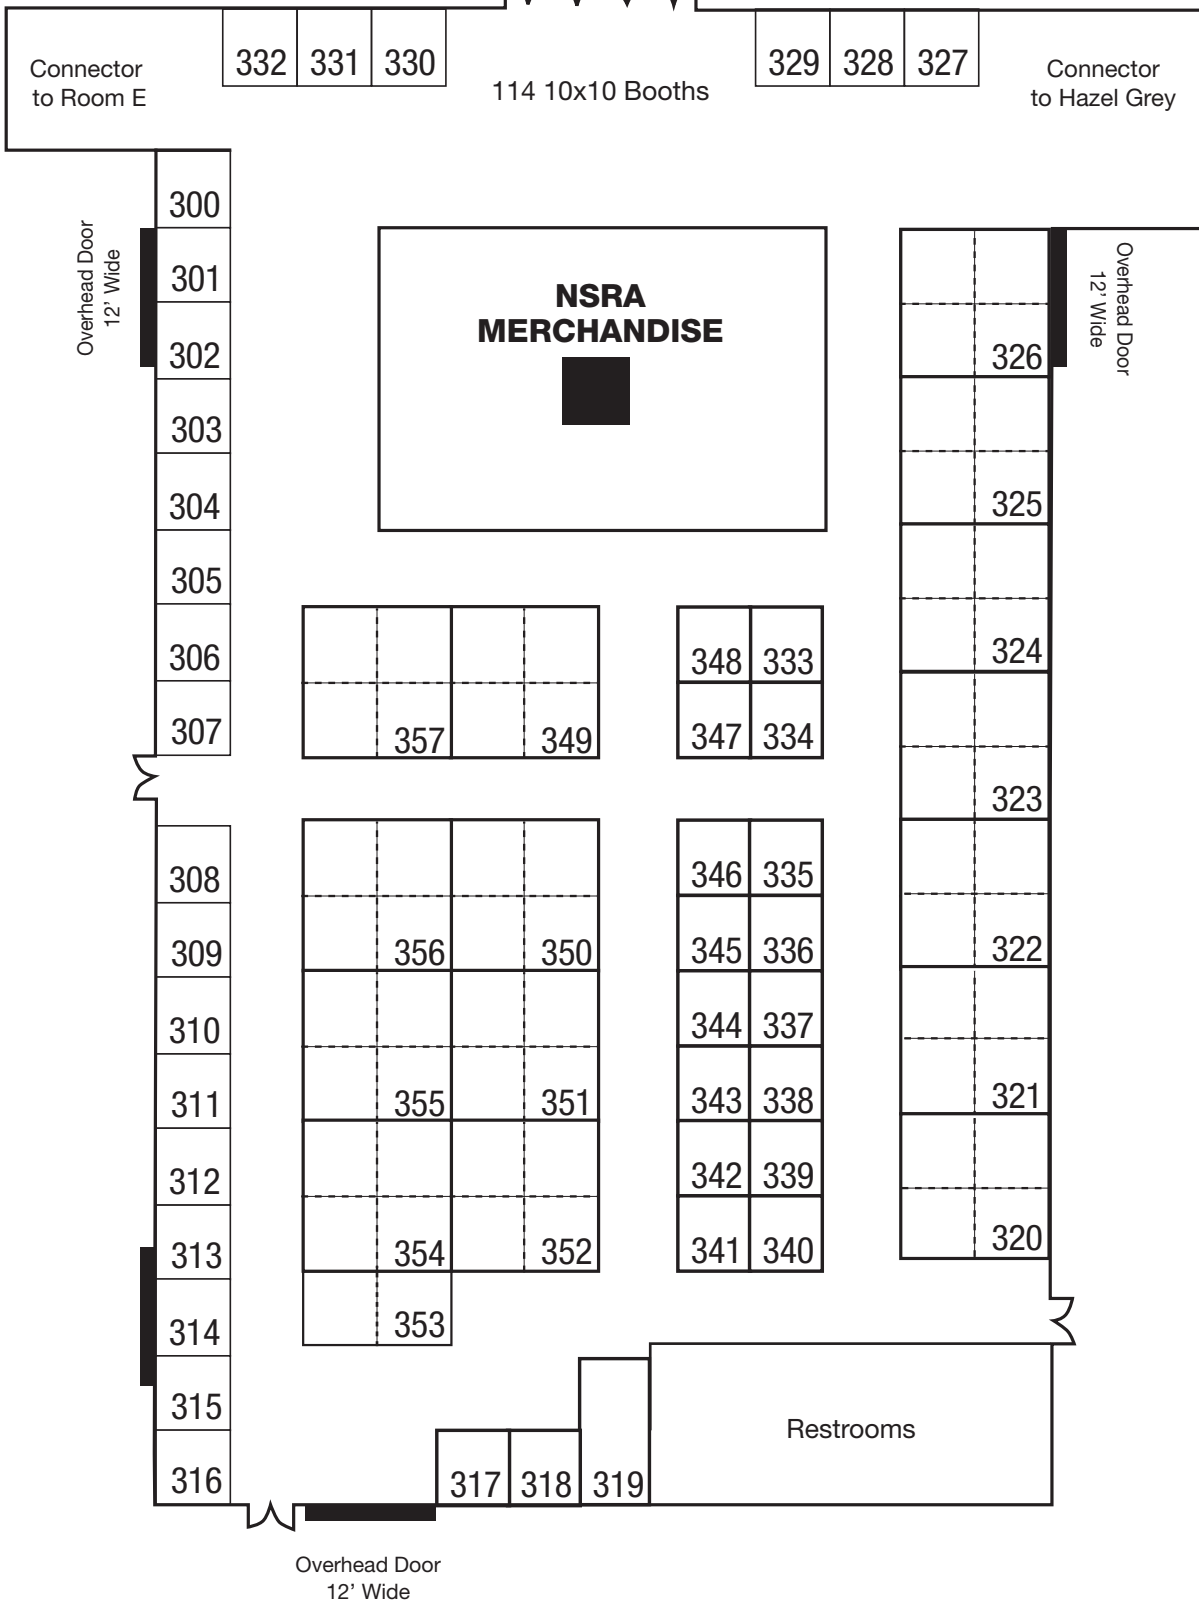 332 331 330 329 328 327
Connector
to Room E
114 10x10 Booths
Connector
to Hazel Grey
300
301
302
303
304
305
306
307
308
309
310
311
312
313
314
315
316
Overhead Door
12’ Wide
NSRA
MERCHANDISE
Overhead Door
12’ Wide
326
325
324
323
322
321
320
357 349
356 350
355 351
354 352
353
348 333
347 334
346 335
345 336
344 337
343 338
342 339
341 340
317 318 319
Restrooms
Overhead Door
12’ Wide